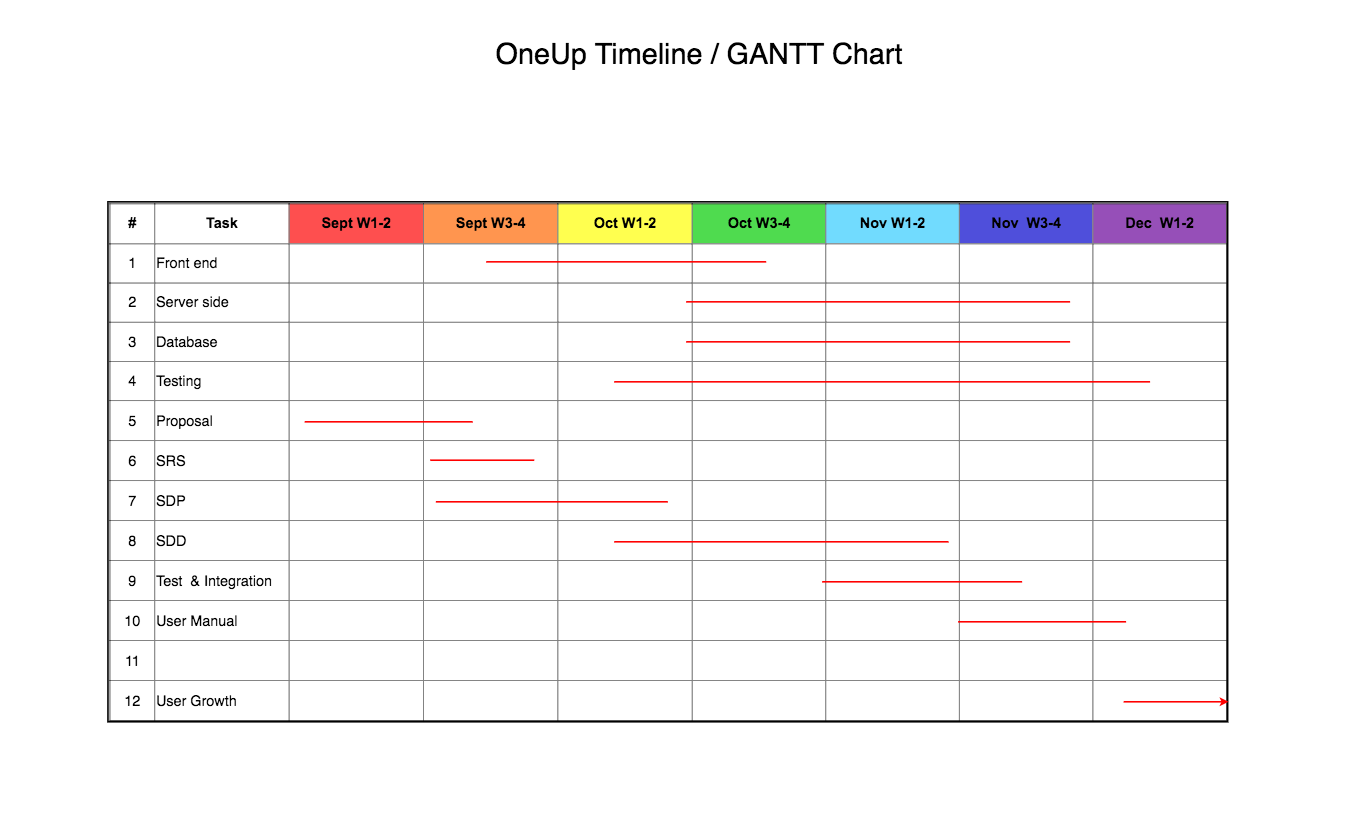 OneUp Timeline / GANTT Chart
# Task Sept W1-2 Sept W3-4 Oct W1-2 Oct W3-4 Nov W1-2 Nov  W3-4 Dec  W1-2
1 Front end
2 Server side
3 Database
4 Testing
5 Proposal
6 SRS
7 SDP
8 SDD
9 Test  & Integration
10 User Manual
11
12 User Growth